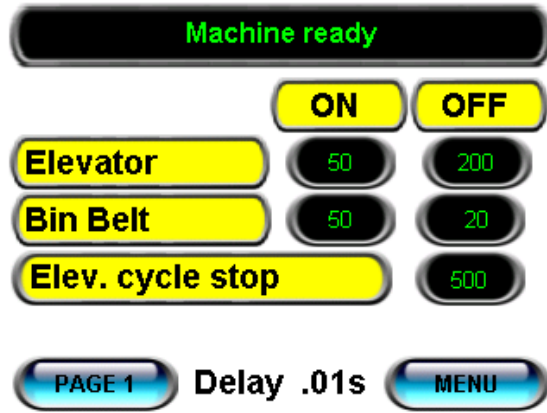 Machine ready
ON OFF
Elevator 50 200
Bin Belt 50 20
Elev. cycle stop 500
PAGE 1 Delay .01s MENU